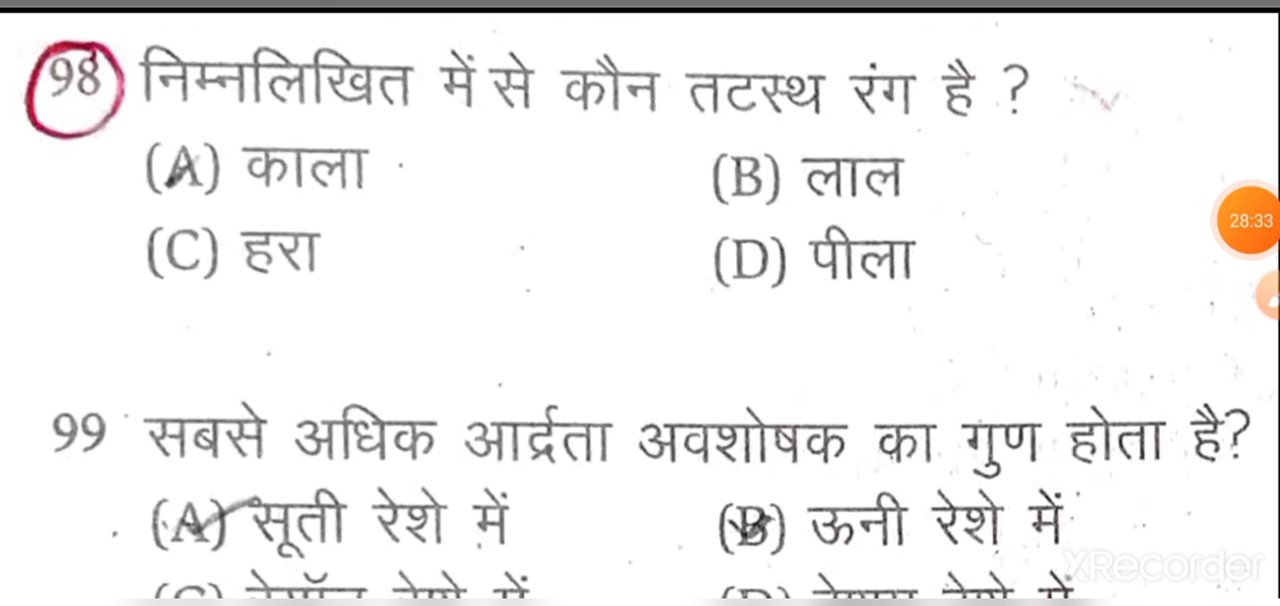 98 निम्नलिखित में से कौन तटस्थ रंग है ?
(A) काला (B) लाल
(C) हरा (D) पीला
28:33
99 सबसे अधिक आर्द्रता अवशोषक का गुण होता है?
(A) सूती रेशे में (B) ऊनी रेशे में
XRecorder